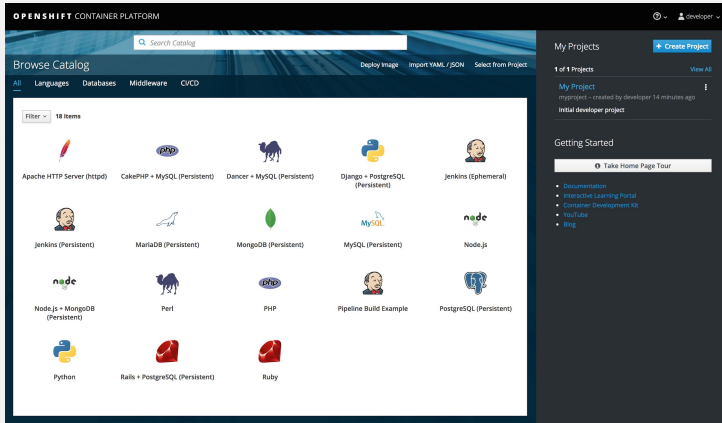 OPENSHIFT CONTAINER PLATFORM
developer
Search Catalog
Browse Catalog
Deploy Image Import YAML / JSON Select from Project
All Languages Databases Middleware CI/CD
Filter 18 Items
php
Apache HTTP Server (httpd) CakePHP + MySQL (Persistent) Dancer + MySQL (Persistent) Django + PostgreSQL Jenkins (Ephemeral)
(Persistent)
MySQL node
Jenkins (Persistent) MariaDB (Persistent) MongoDB (Persistent) MySQL (Persistent) Node.js
node php
Node.js + MongoDB Perl PHP Pipeline Build Example PostgreSQL (Persistent)
(Persistent)
Python Rails + PostgreSQL (Persistent) Ruby
My Projects + Create Project
1 of 1 Projects View All
My Project
myproject – created by developer 14 minutes ago
Initial developer project
Getting Started
Take Home Page Tour
Documentation
Interactive Learning Portal
Container Development Kit
YouTube
Blog